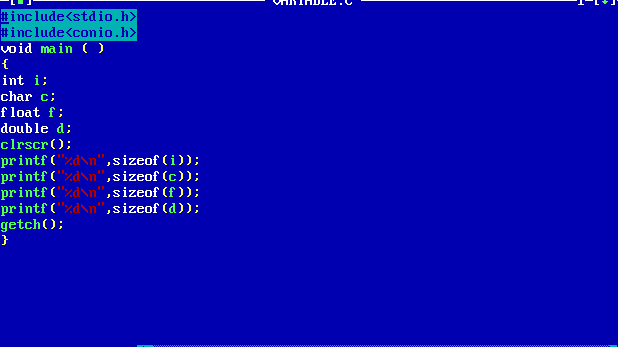 VARIABLE.C
#include<stdio.h>
#include<conio.h>
void main ( )
{
int i;
char c;
float f;
double d;
clrscr();
printf("%d\n",sizeof(i));
printf("%d\n",sizeof(c));
printf("%d\n",sizeof(f));
printf("%d\n",sizeof(d));
getch();
}